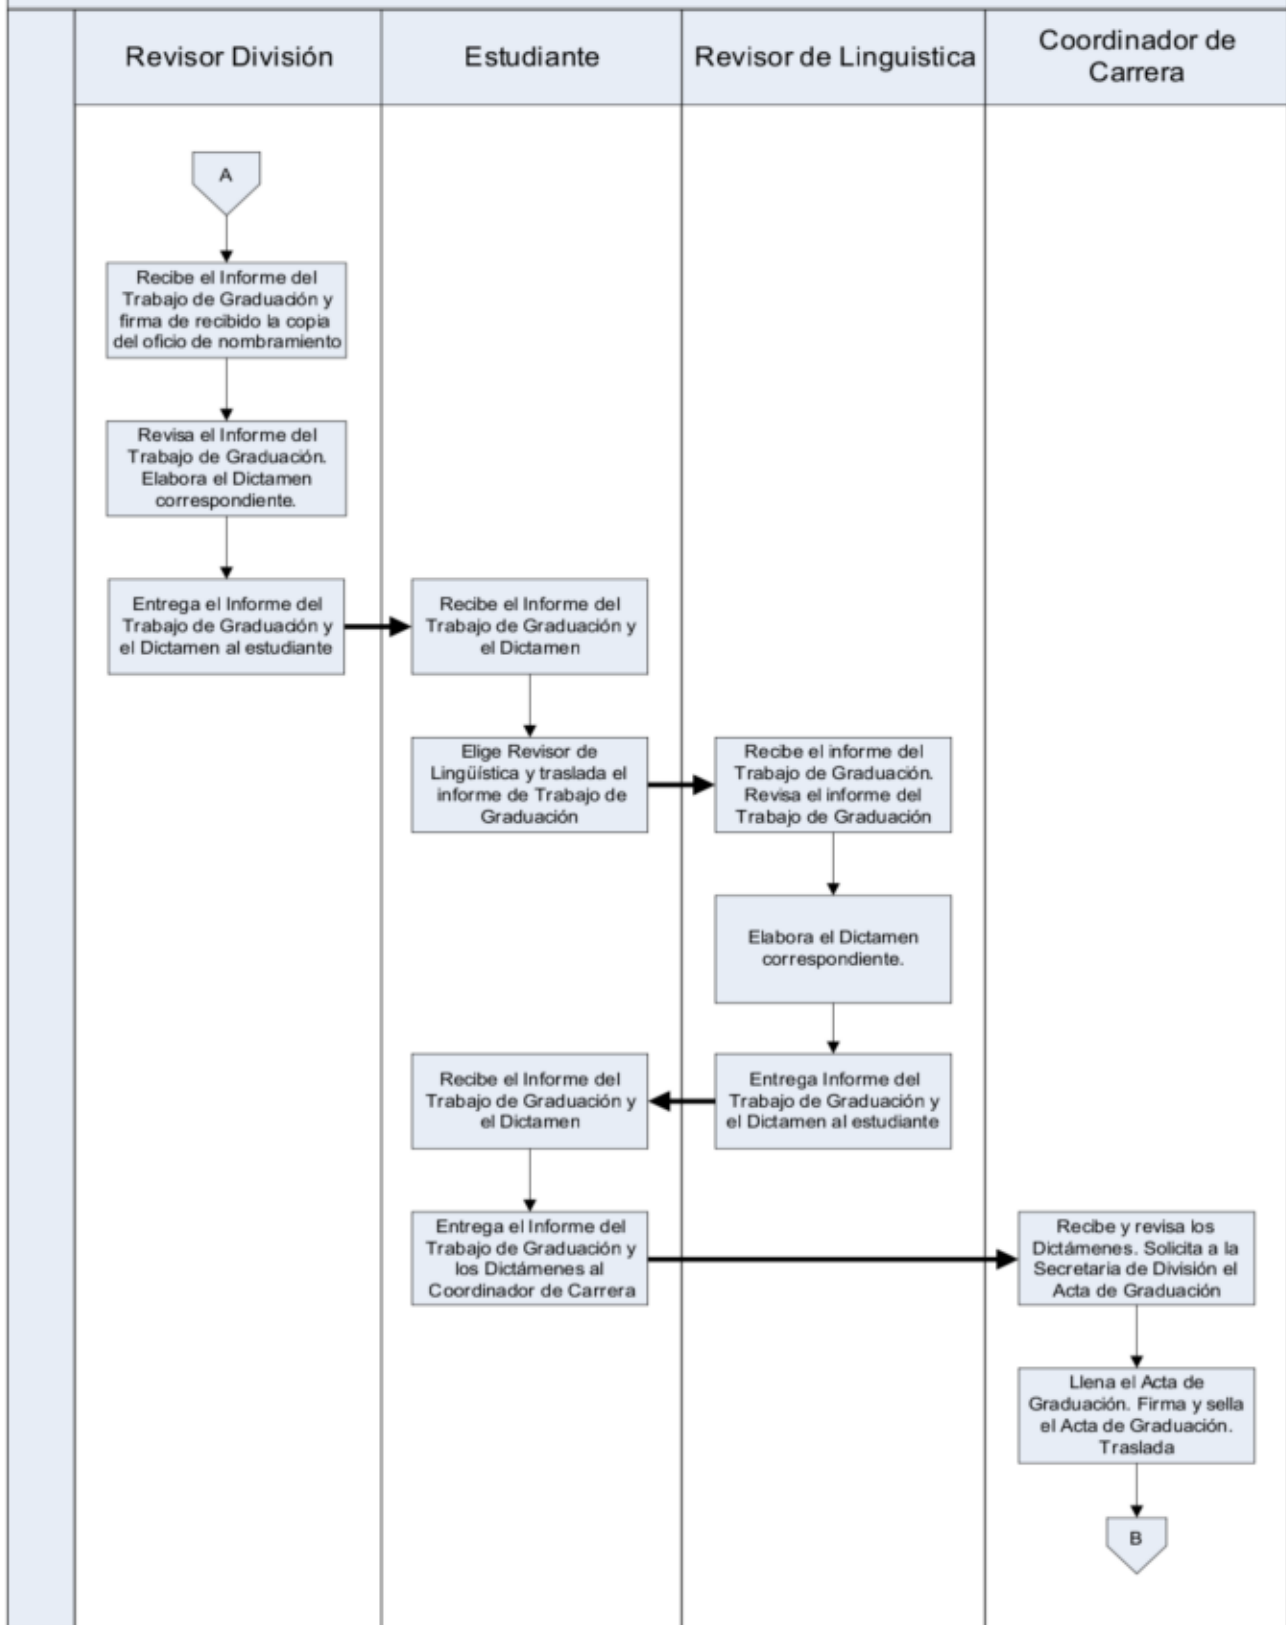 Revisor División
Estudiante
Revisor de Linguistica
Coordinador de
Carrera
A
Recibe el Informe del
Trabajo de Graduación y
firma de recibido la copia
del oficio de nombramiento
Revisa el Informe del
Trabajo de Graduación.
Elabora el Dictamen
correspondiente.
Entrega el Informe del
Trabajo de Graduación y
el Dictamen al estudiante
Recibe el Informe del
Trabajo de Graduación y
el Dictamen
Elige Revisor de
Lingüística y traslada el
informe de Trabajo de
Graduación
Recibe el informe del
Trabajo de Graduación.
Revisa el informe del
Trabajo de Graduación
Elabora el Dictamen
correspondiente.
Entrega Informe del
Trabajo de Graduación y
el Dictamen al estudiante
Recibe el Informe del
Trabajo de Graduación y
el Dictamen
Entrega el Informe del
Trabajo de Graduación y
los Dictámenes al
Coordinador de Carrera
Recibe y revisa los
Dictámenes. Solicita a la
Secretaria de División el
Acta de Graduación
Llena el Acta de
Graduación. Firma y sella
el Acta de Graduación.
Traslada
B